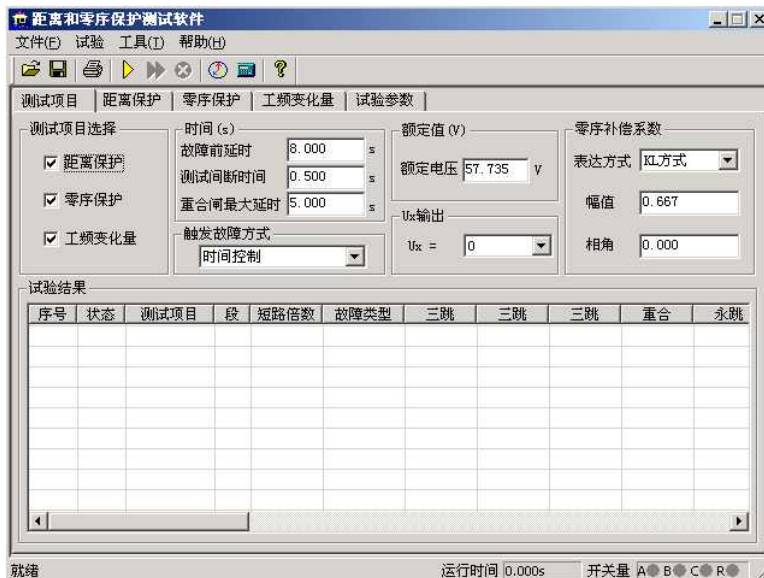 距离和零序保护测试软件
文件(F) 试验 工具(T) 帮助(H)
测试项目 距离保护 零序保护 工频变化量 试验参数
测试项目选择 时间(s) 额定值(V) 零序补偿系数
距离保护 故障前延时 8.000 s 额定电压 57.735 V 表达方式 KL方式
零序保护 测试间断时间 0.500 s 幅值 0.667
重合闸最大延时 5.000 s Ux输出
工频变化量 触发故障方式 Ux = 0 相角 0.000
时间控制
试验结果
序号 状态 测试项目 段 短路倍数 故障类型 三跳 三跳 三跳 重合 永跳
就绪 运行时间 0.000s 开关量 A B C R